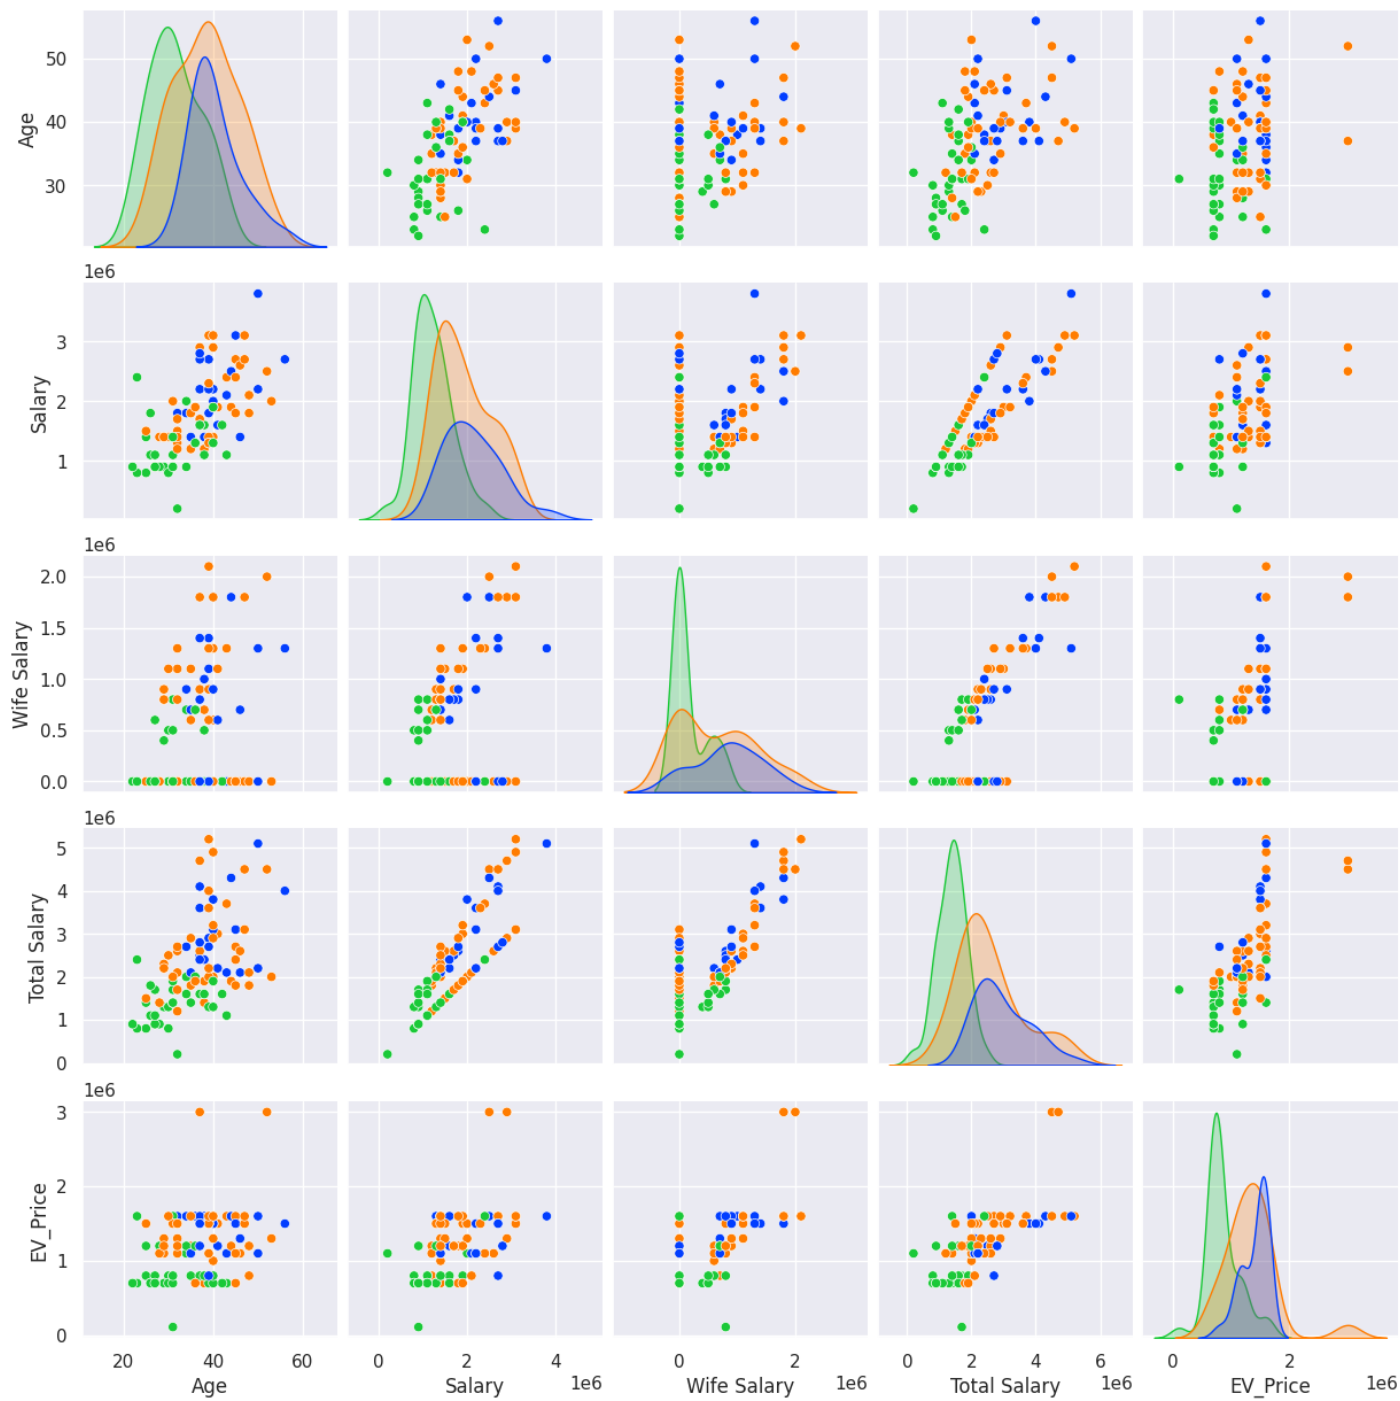 50
40
30
Age
1e6
3
2
1
Salary
1e6
2.0
1.5
1.0
0.5
0.0
Wife Salary
1e6
5
4
3
2
1
0
Total Salary
1e6
3
2
1
0
EV_Price
20 40 60 0 2 4 0 2 0 2 4 6 0 2
1e6 1e6 1e6 1e6
Age Salary Wife Salary Total Salary EV_Price